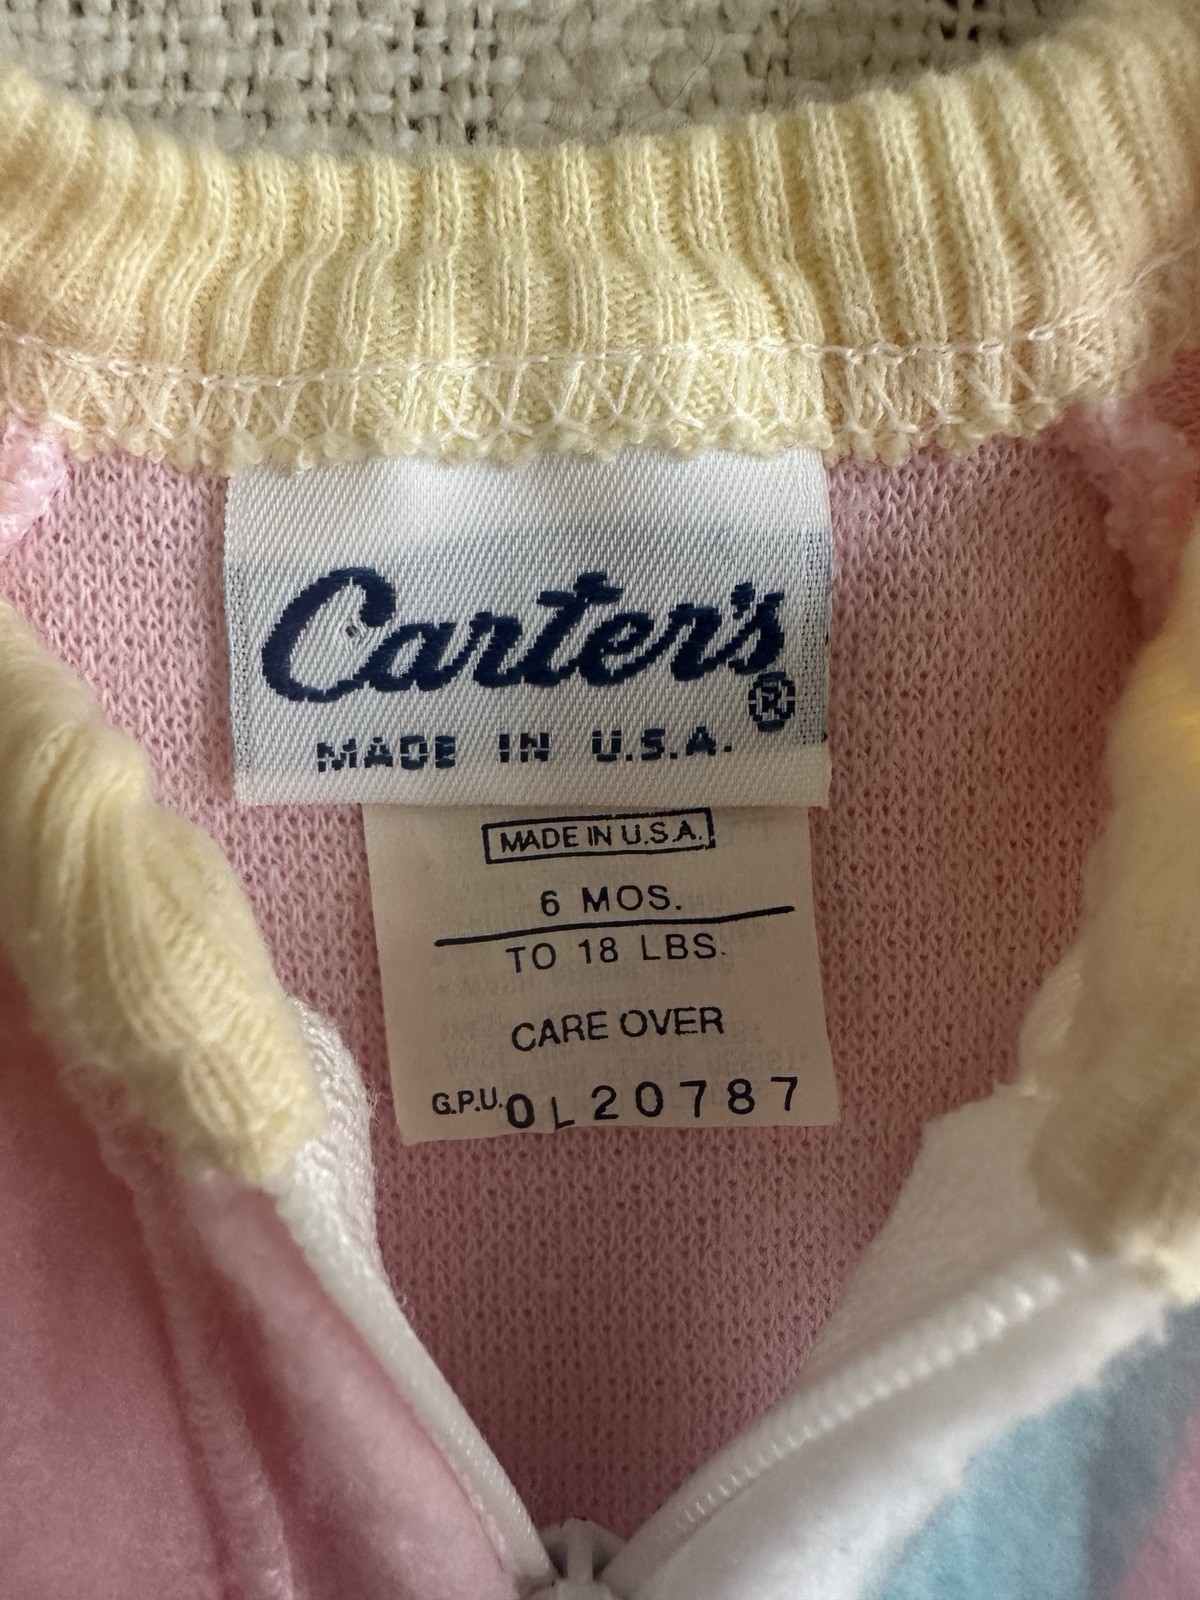 Carter's®
MADE IN U.S.A.
MADE IN U.S.A.
6 MOS.
TO 18 LBS.
CARE OVER
G.P.U. 0L20787